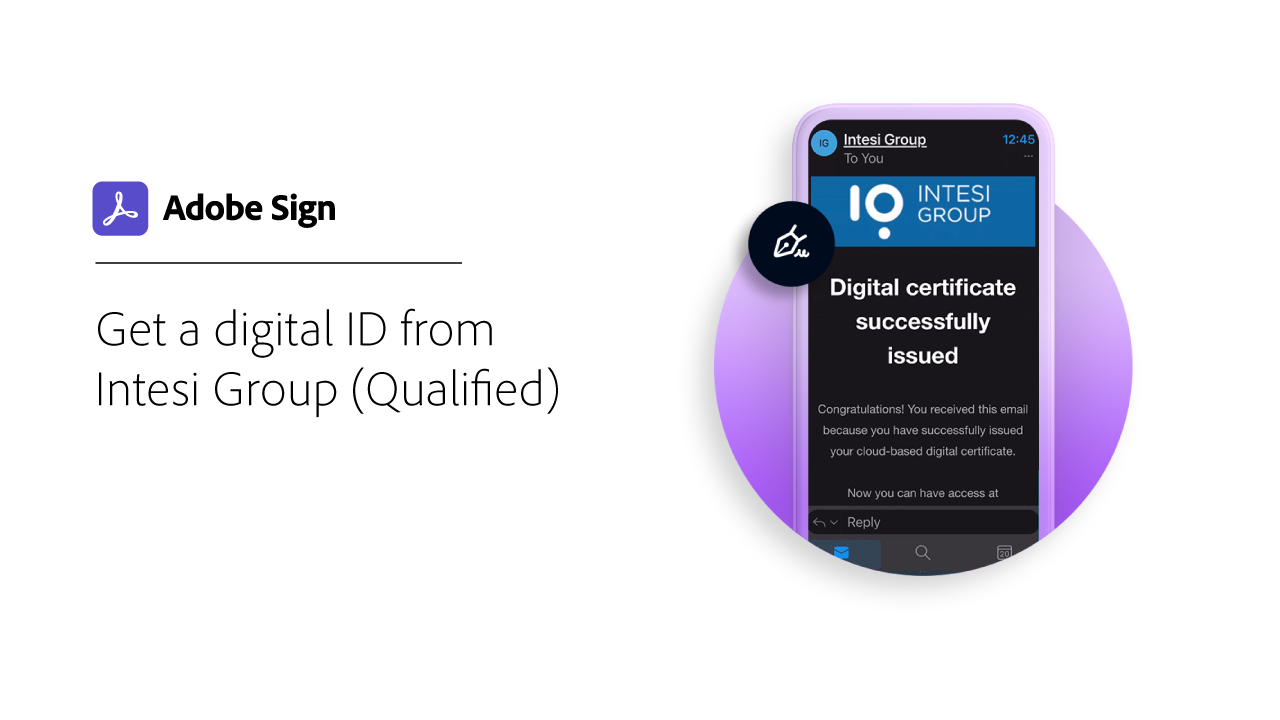 Adobe Sign
Get a digital ID from
Intesi Group (Qualified)
IG
Intesi Group
12:45
To You
INTESI
GROUP
Digital certificate
successfully
issued
Congratulations! You received this email
because you have successfully issued
your cloud-based digital certificate.
Now you can have access at
Reply
20